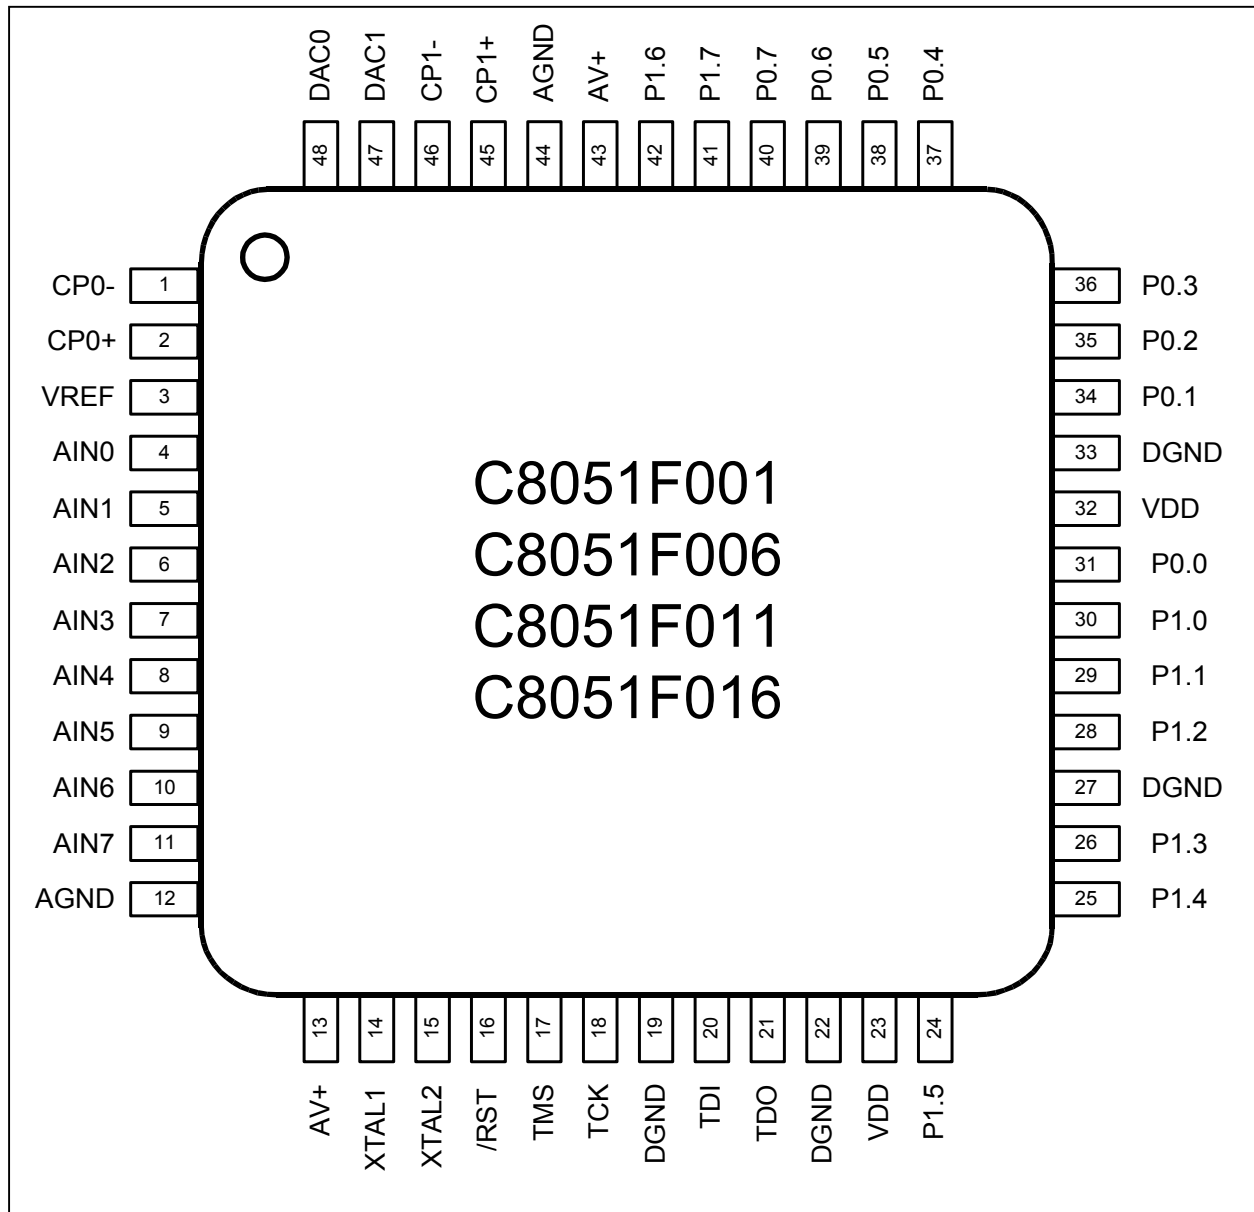 DAC0
DAC1
CP1-
CP1+
AGND
AV+
P1.6
P1.7
P0.7
P0.6
P0.5
P0.4
48
47
46
45
44
43
42
41
40
39
38
37
CP0- 1
CP0+ 2
VREF 3
AIN0 4
AIN1 5
AIN2 6
AIN3 7
AIN4 8
AIN5 9
AIN6 10
AIN7 11
AGND 12
C8051F001
C8051F006
C8051F011
C8051F016
36 P0.3
35 P0.2
34 P0.1
33 DGND
32 VDD
31 P0.0
30 P1.0
29 P1.1
28 P1.2
27 DGND
26 P1.3
25 P1.4
13
14
15
16
17
18
19
20
21
22
23
24
AV+
XTAL1
XTAL2
/RST
TMS
TCK
DGND
TDI
TDO
DGND
VDD
P1.5